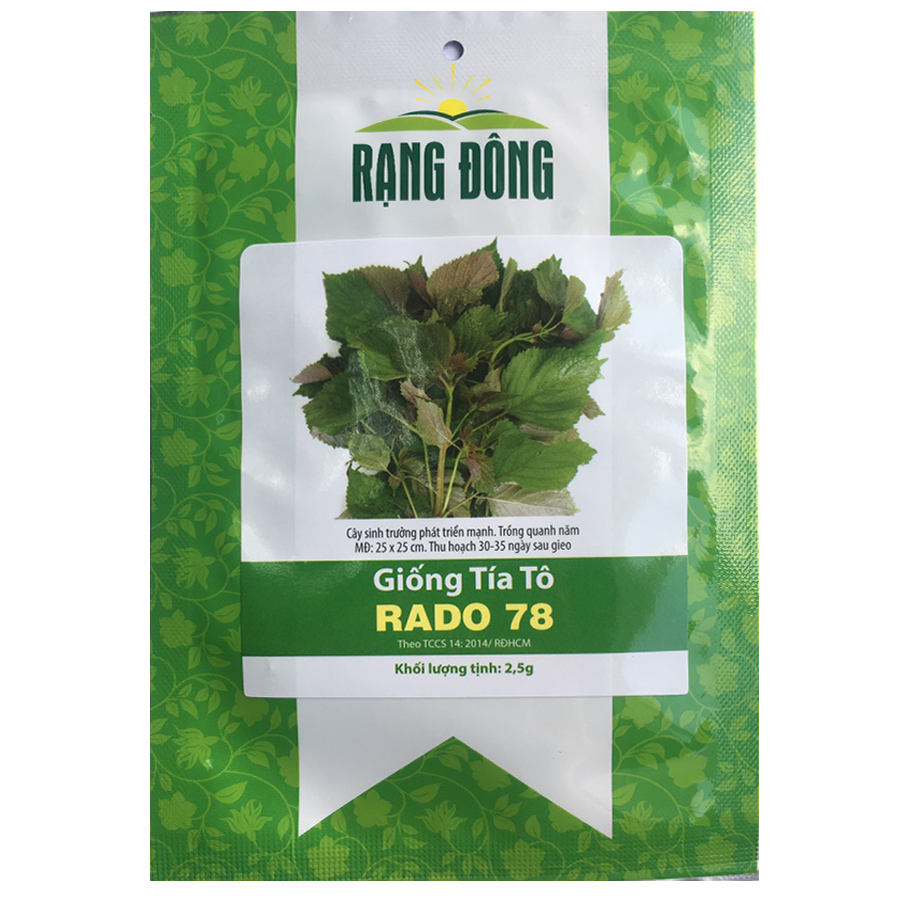 RẠNG ĐÔNG
Cây sinh trưởng phát triển mạnh. Trồng quanh năm
MĐ: 25 x 25 cm. Thu hoạch 30-35 ngày sau gieo
Giống Tía Tô
RADO 78
Theo TCCS 14: 2014/ RĐHCM
Khối lượng tịnh: 2,5g